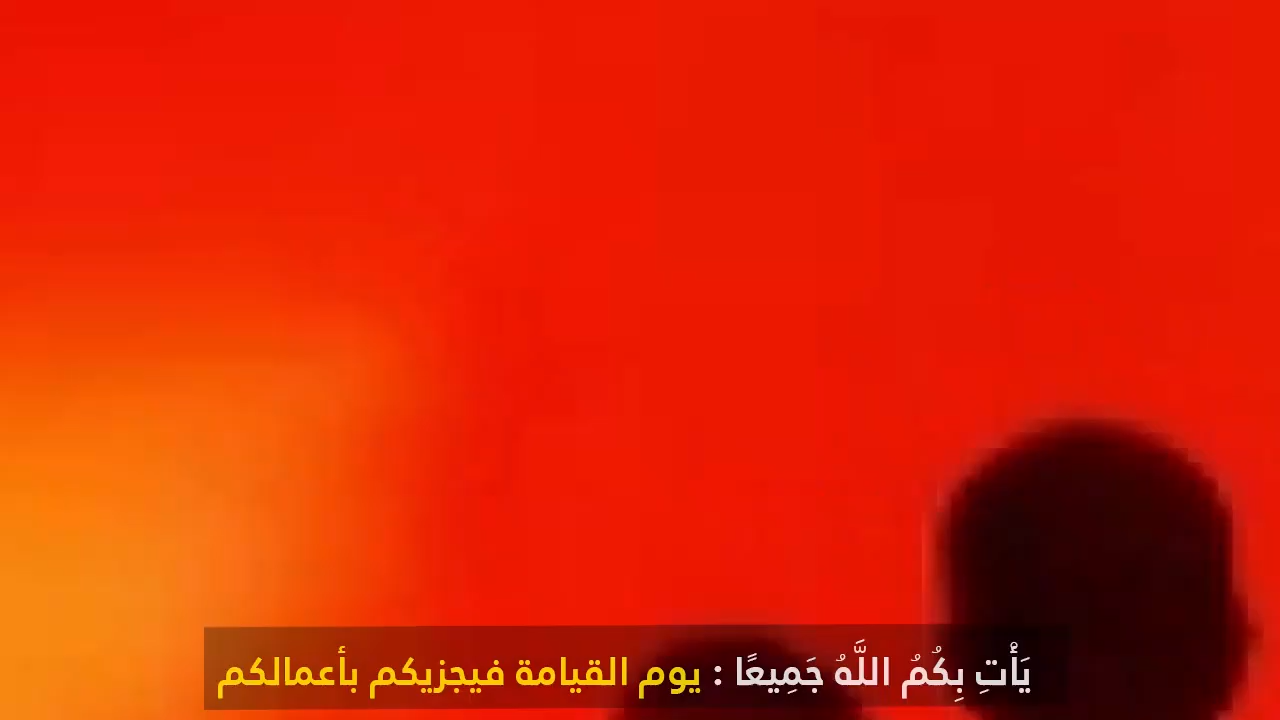 يَأْتِ بِكُمُ اللَّهُ جَمِيعًا : يوم القيامة فيجزيكم بأعمالكم